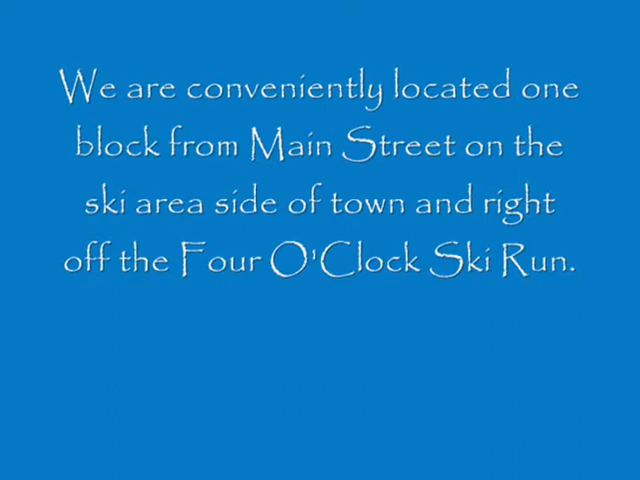 We are conveniently located one
block from Main Street on the
ski area side of town and right
off the Four O'Clock Ski Run.